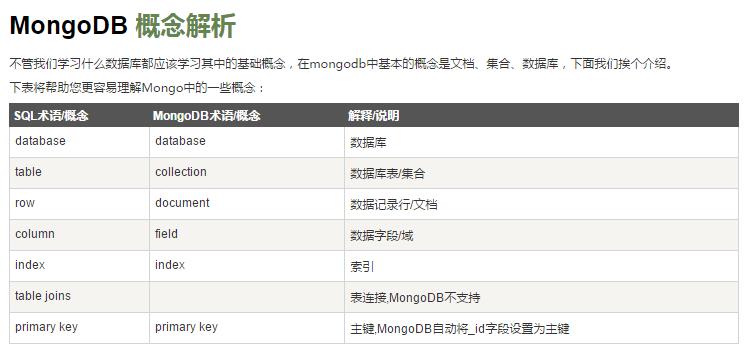 MongoDB 概念解析
不管我们学习什么数据库都应该学习其中的基础概念，在mongodb中基本的概念是文档、集合、数据库，下面我们挨个介绍。
下表将帮助您更容易理解Mongo中的一些概念：
SQL术语/概念 MongoDB术语/概念 解释/说明
database database 数据库
table collection 数据库表/集合
row document 数据记录行/文档
column field 数据字段/域
index index 索引
table joins 表连接,MongoDB不支持
primary key primary key 主键,MongoDB自动将_id字段设置为主键